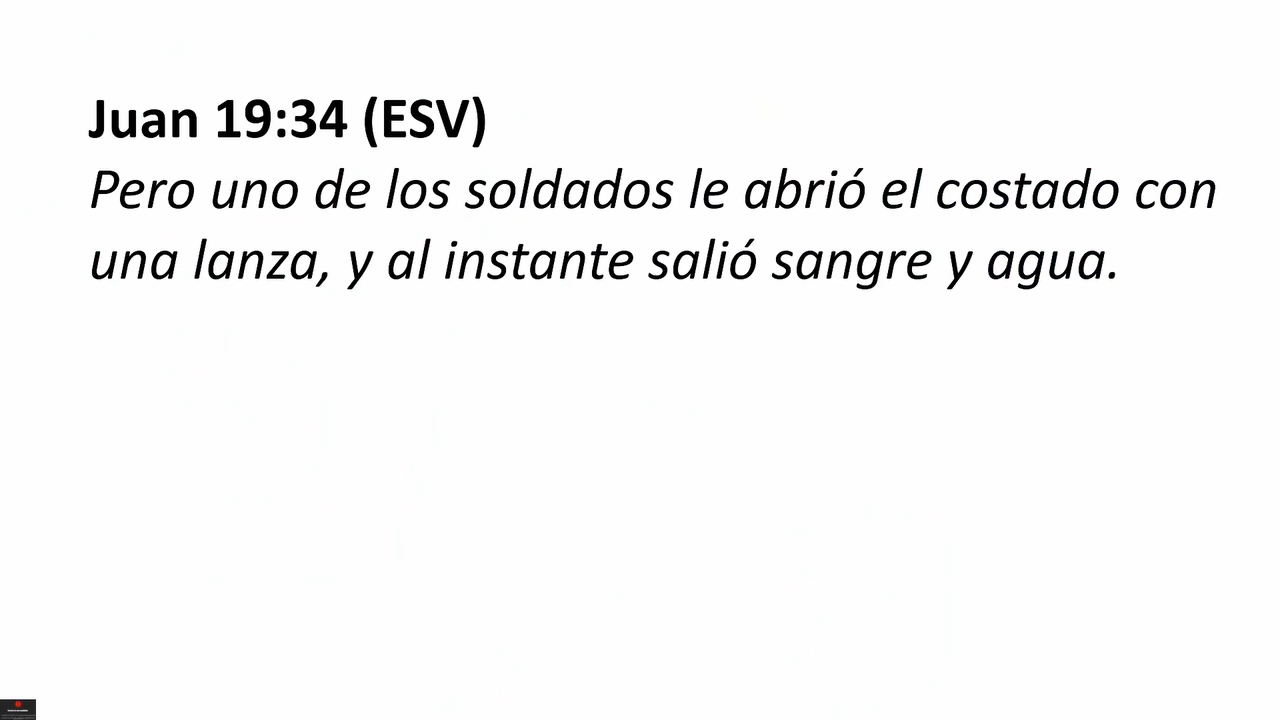 Juan 19:34 (ESV)
Pero uno de los soldados le abrió el costado con
una lanza, y al instante salió sangre y agua.